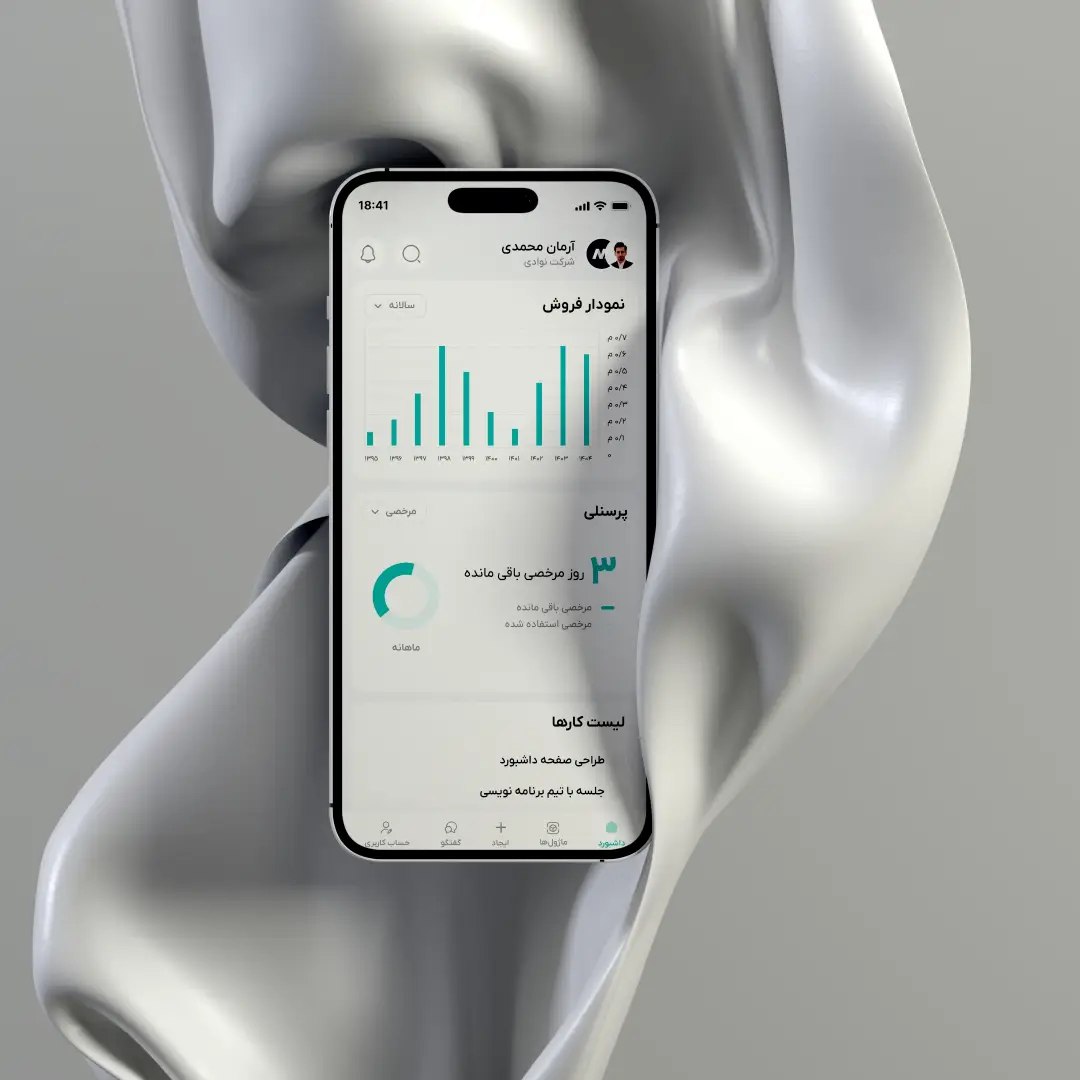 18:41
آرمان محمدی
شرکت نوادی
نمودار فروش
سالانه
۰/۷ م
۰/۶ م
۰/۵ م
۰/۴ م
۰/۳ م
۰/۲ م
۰/۱ م
۰
۱۳۹۵ ۱۳۹۶ ۱۳۹۷ ۱۳۹۸ ۱۳۹۹ ۱۴۰۰ ۱۴۰۱ ۱۴۰۲ ۱۴۰۳ ۱۴۰۴
پرسنلی
مرخصی
۳ روز مرخصی باقی مانده
مرخصی باقی مانده
مرخصی استفاده شده
ماهانه
لیست کارها
طراحی صفحه داشبورد
جلسه با تیم برنامه نویسی
داشبورد ماژول‌ها ایجاد گفتگو حساب کاربری